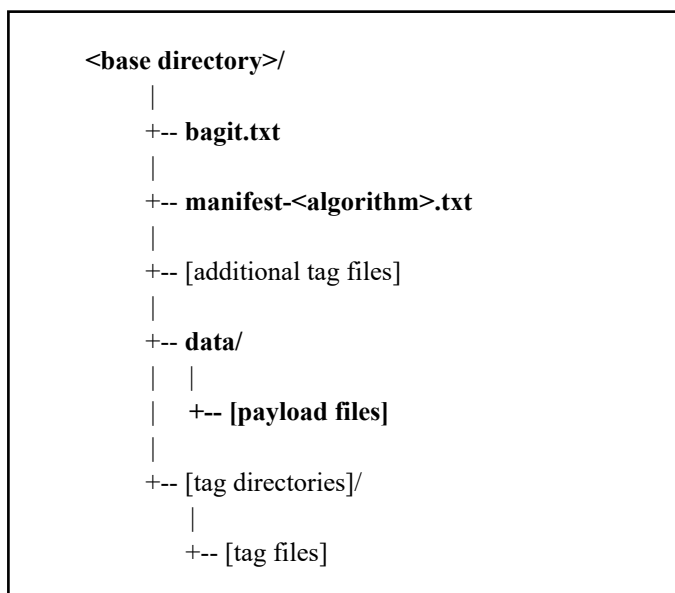 <base directory>/
|
+-- bagit.txt
|
+-- manifest-<algorithm>.txt
|
+-- [additional tag files]
|
+-- data/
|   |
|   +-- [payload files]
|
+-- [tag directories]/
    |
    +-- [tag files]